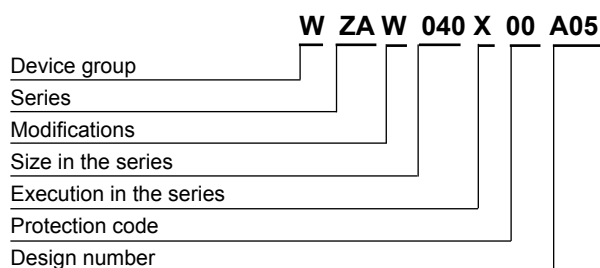 W ZA W 040 X 00 A05
Device group
Series
Modifications
Size in the series
Execution in the series
Protection code
Design number